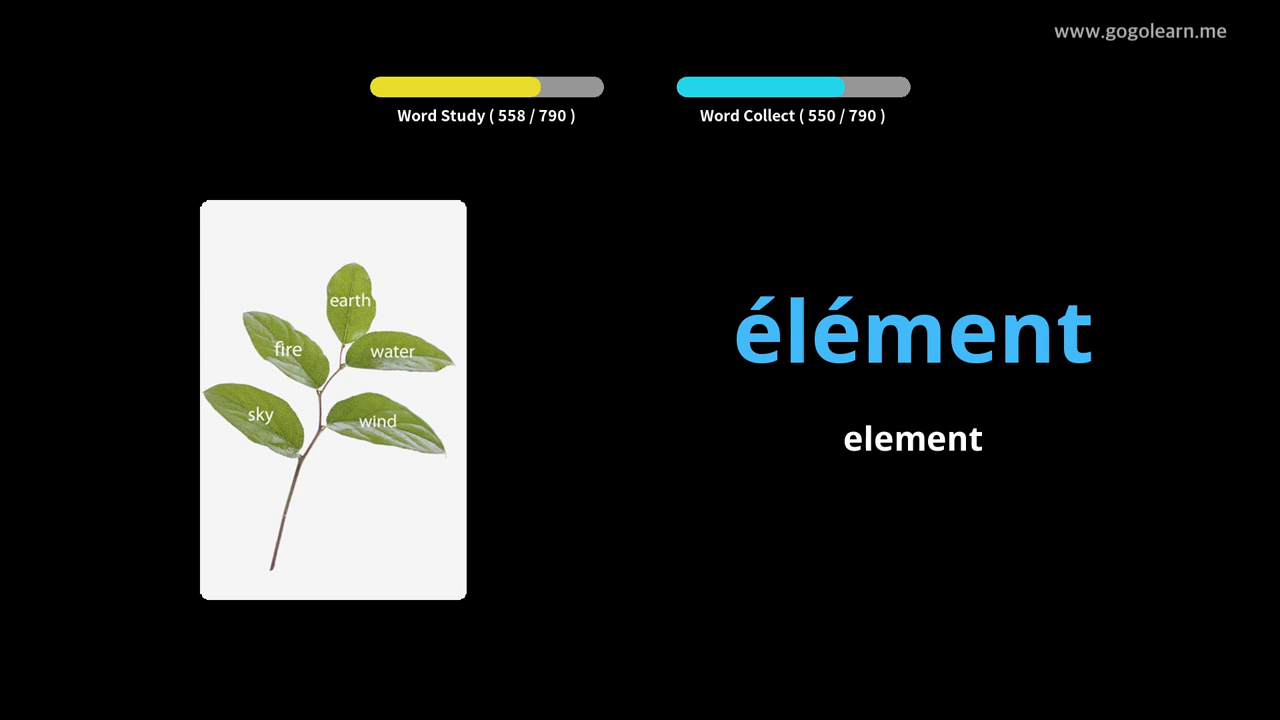 www.gogolearn.me
Word Study ( 558 / 790 )
Word Collect ( 550 / 790 )
earth
fire
water
sky
wind
élément
element